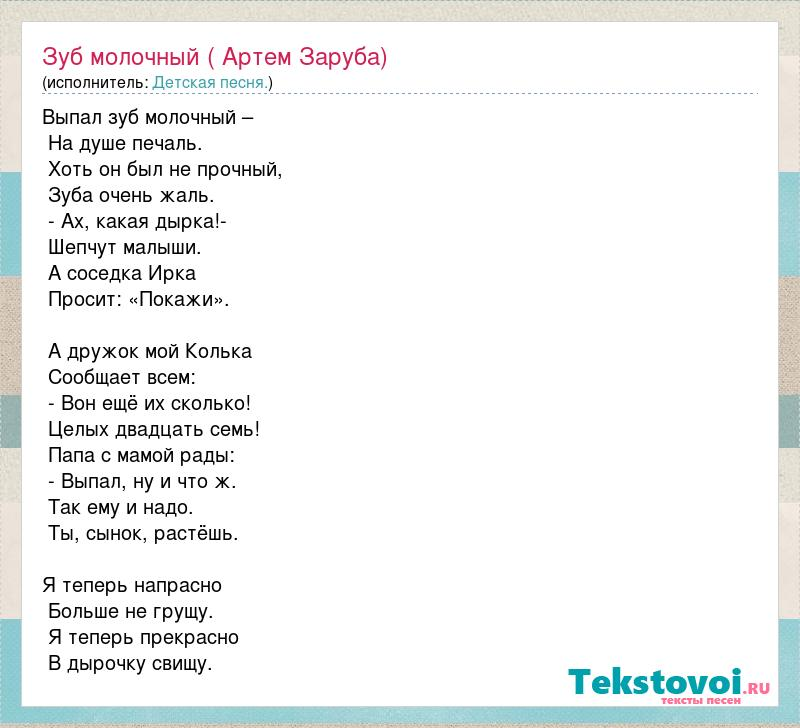 Зуб молочный ( Артем Заруба)
(исполнитель: Детская песня.)
Выпал зуб молочный –
На душе печаль.
Хоть он был не прочный,
Зуба очень жаль.
- Ах, какая дырка!-
Шепчут малыши.
А соседка Ирка
Просит: «Покажи».
А дружок мой Колька
Сообщает всем:
- Вон ещё их сколько!
Целых двадцать семь!
Папа с мамой рады:
- Выпал, ну и что ж.
Так ему и надо.
Ты, сынок, растёшь.
Я теперь напрасно
Больше не грущу.
Я теперь прекрасно
В дырочку свищу.
Tekstovoi.RU
тексты песен